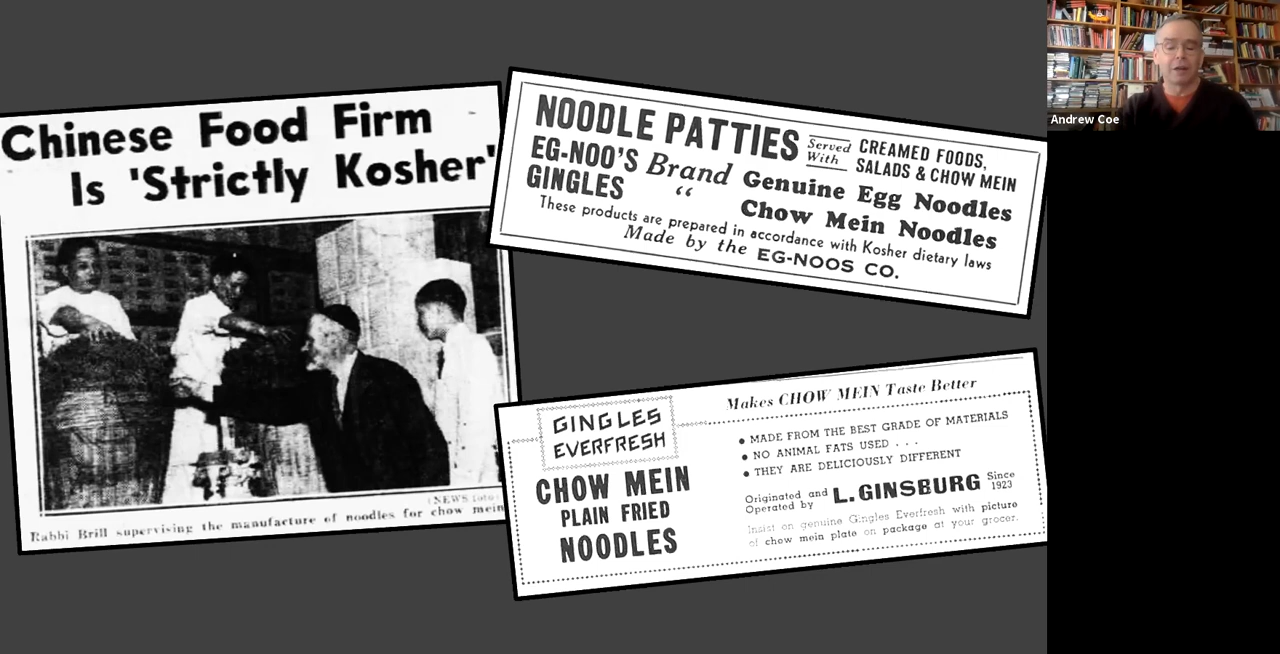 Chinese Food Firm
Is 'Strictly Kosher'
(NEWS foto)
Rabbi Brill supervising the manufacture of noodles for chow mein
NOODLE PATTIES Served With CREAMED FOODS, SALADS & CHOW MEIN
EG-NOO'S Brand Genuine Egg Noodles
GINGLES “ Chow Mein Noodles
These products are prepared in accordance with Kosher dietary laws
Made by the EG-NOOS CO.
GINGLES
EVERFRESH
CHOW MEIN
PLAIN FRIED
NOODLES
Makes CHOW MEIN Taste Better
• MADE FROM THE BEST GRADE OF MATERIALS
• NO ANIMAL FATS USED . . .
• THEY ARE DELICIOUSLY DIFFERENT
Originated and Operated by L. GINSBURG Since 1923
Insist on genuine Gingles Everfresh with picture
of chow mein plate on package at your grocer.
Andrew Coe